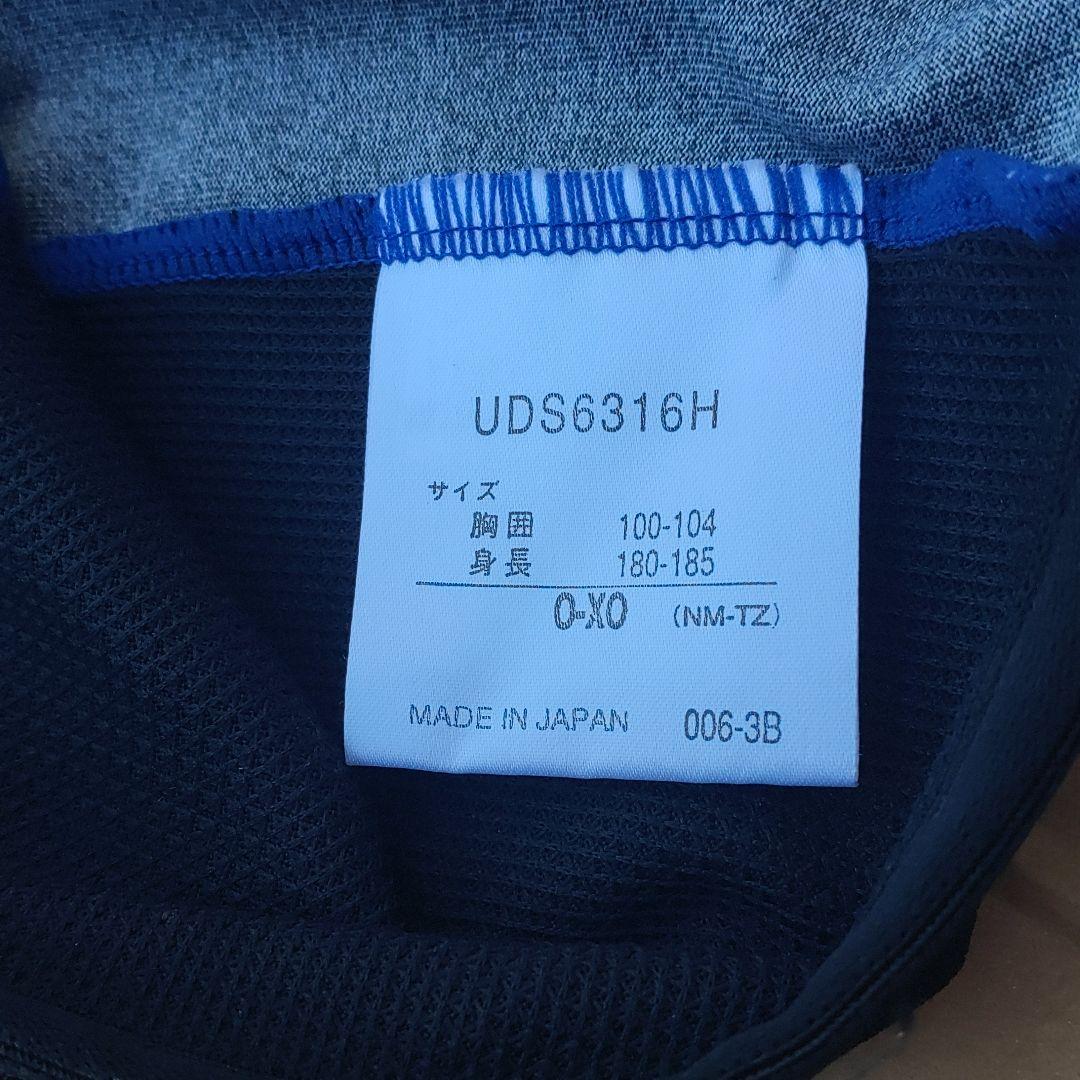 UDS6316H
サイズ
胸囲 100-104
身長 180-185
O-XO (NM-TZ)
MADE IN JAPAN 006-3B